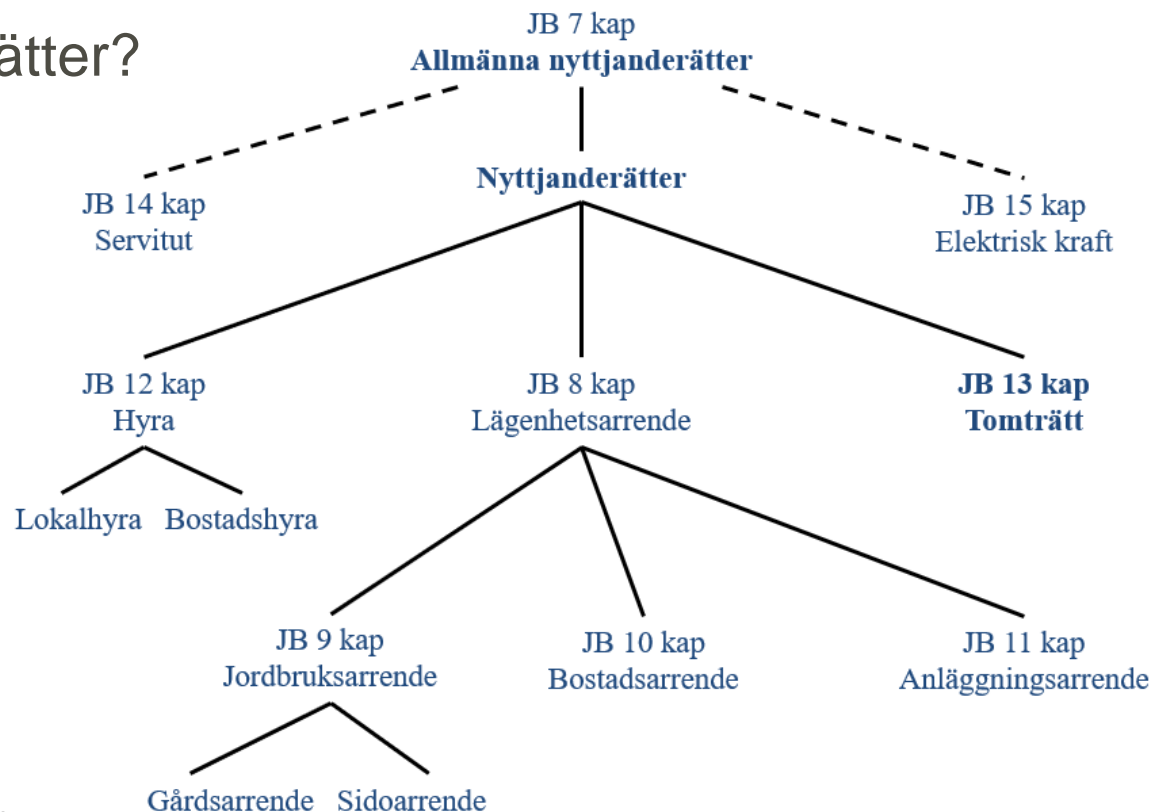 ätter?
JB 7 kap
Allmänna nyttjanderätter
Nyttjanderätter
JB 14 kap
Servitut
JB 15 kap
Elektrisk kraft
JB 12 kap
Hyra
JB 8 kap
Lägenhetsarrende
JB 13 kap
Tomträtt
Lokalhyra Bostadshyra
JB 9 kap
Jordbruksarrende
JB 10 kap
Bostadsarrende
JB 11 kap
Anläggningsarrende
Gårdsarrende Sidoarrende